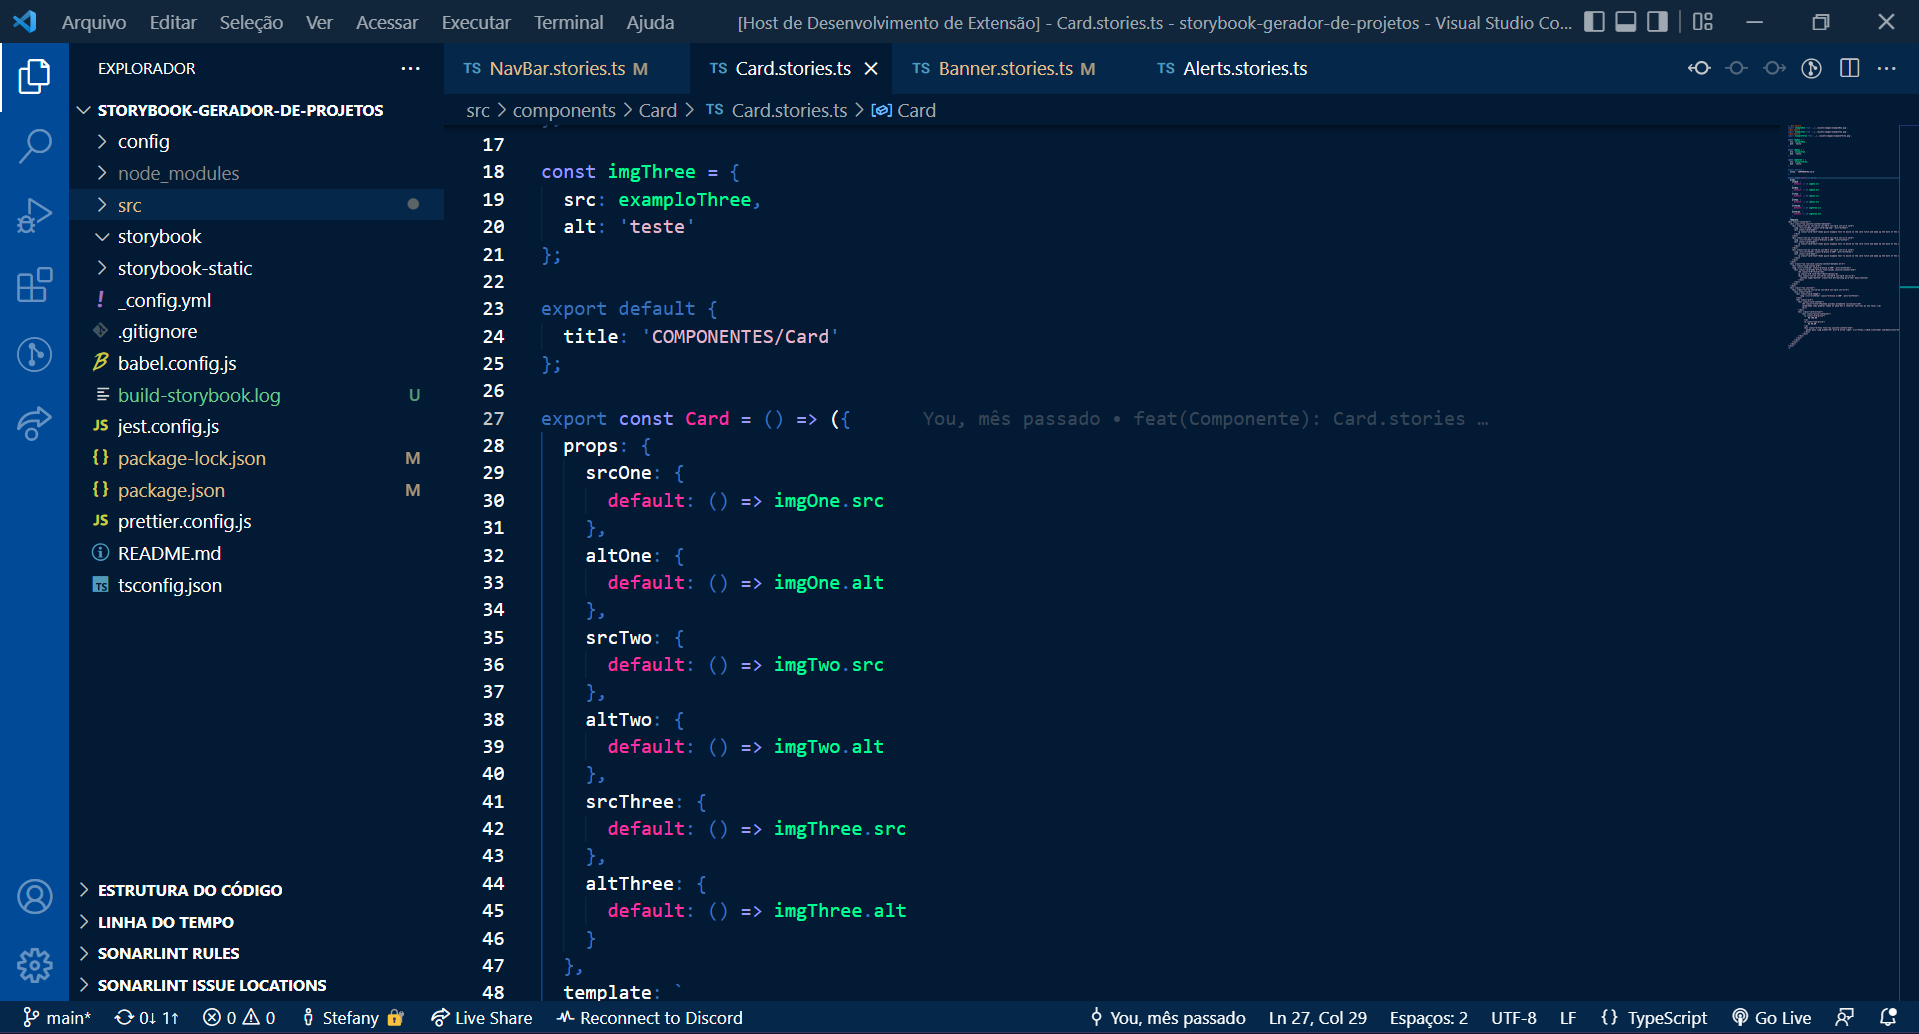 Arquivo Editar Seleção Ver Acessar Executar Terminal Ajuda
[Host de Desenvolvimento de Extensão] - Card.stories.ts - storybook-gerador-de-projetos - Visual Studio Co...
EXPLORADOR
STORYBOOK-GERADOR-DE-PROJETOS
config
node_modules
src
storybook
storybook-static
! _config.yml
.gitignore
babel.config.js
build-storybook.log U
JS jest.config.js
{} package-lock.json M
{} package.json M
JS prettier.config.js
README.md
TS tsconfig.json
ESTRUTURA DO CÓDIGO
LINHA DO TEMPO
SONARLINT RULES
SONARLINT ISSUE LOCATIONS
TS NavBar.stories.ts M
TS Card.stories.ts
TS Banner.stories.ts M
TS Alerts.stories.ts
src > components > Card > TS Card.stories.ts > Card
17
18 const imgThree = {
19 src: exemploThree,
20 alt: 'teste'
21 };
22
23 export default {
24 title: 'COMPONENTES/Card'
25 };
26
27 export const Card = () => ({ You, mês passado • feat(Componente): Card.stories …
28 props: {
29 srcOne: {
30 default: () => imgOne.src
31 },
32 altOne: {
33 default: () => imgOne.alt
34 },
35 srcTwo: {
36 default: () => imgTwo.src
37 },
38 altTwo: {
39 default: () => imgTwo.alt
40 },
41 srcThree: {
42 default: () => imgThree.src
43 },
44 altThree: {
45 default: () => imgThree.alt
46 }
47 },
48 template: `
main* 0↓ 1↑ 0 0 Stefany Live Share Reconnect to Discord You, mês passado Ln 27, Col 29 Espaços: 2 UTF-8 LF {} TypeScript Go Live